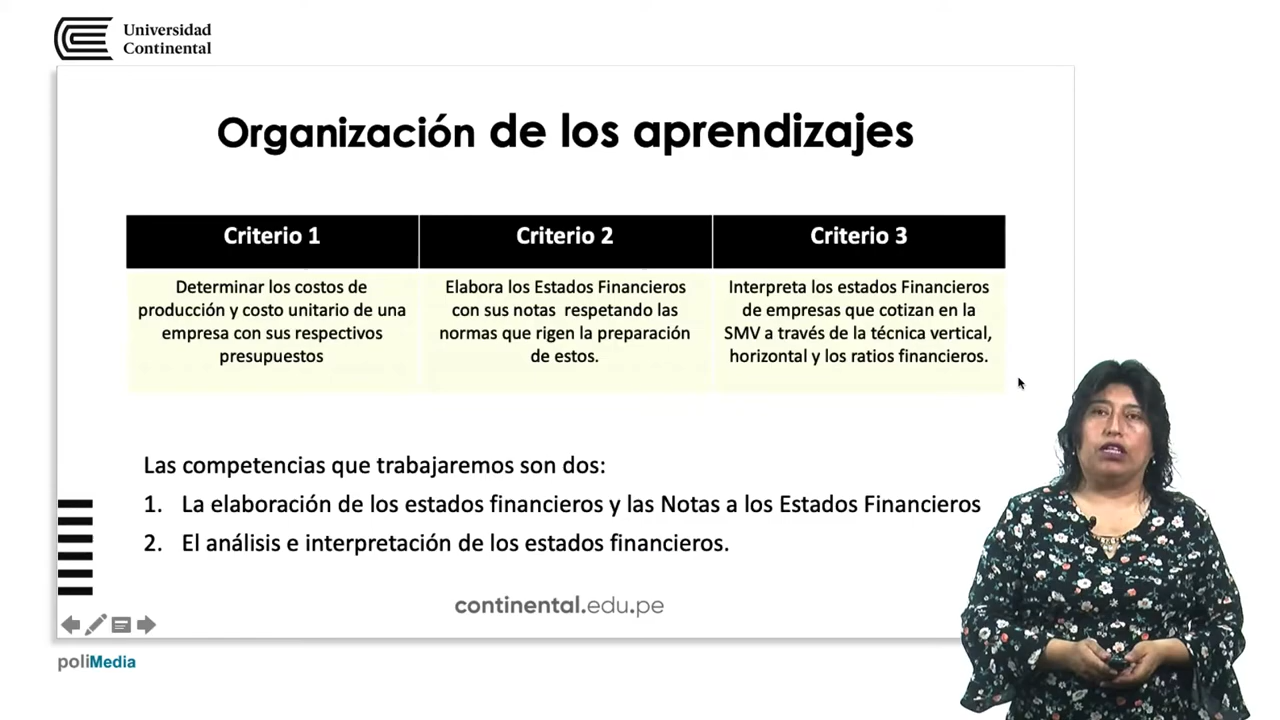 Universidad
Continental
Organización de los aprendizajes
Criterio 1
Criterio 2
Criterio 3
Determinar los costos de
producción y costo unitario de una
empresa con sus respectivos
presupuestos
Elabora los Estados Financieros
con sus notas respetando las
normas que rigen la preparación
de estos.
Interpreta los estados Financieros
de empresas que cotizan en la
SMV a través de la técnica vertical,
horizontal y los ratios financieros.
Las competencias que trabajaremos son dos:
1. La elaboración de los estados financieros y las Notas a los Estados Financieros
2. El análisis e interpretación de los estados financieros.
continental.edu.pe
poliMedia